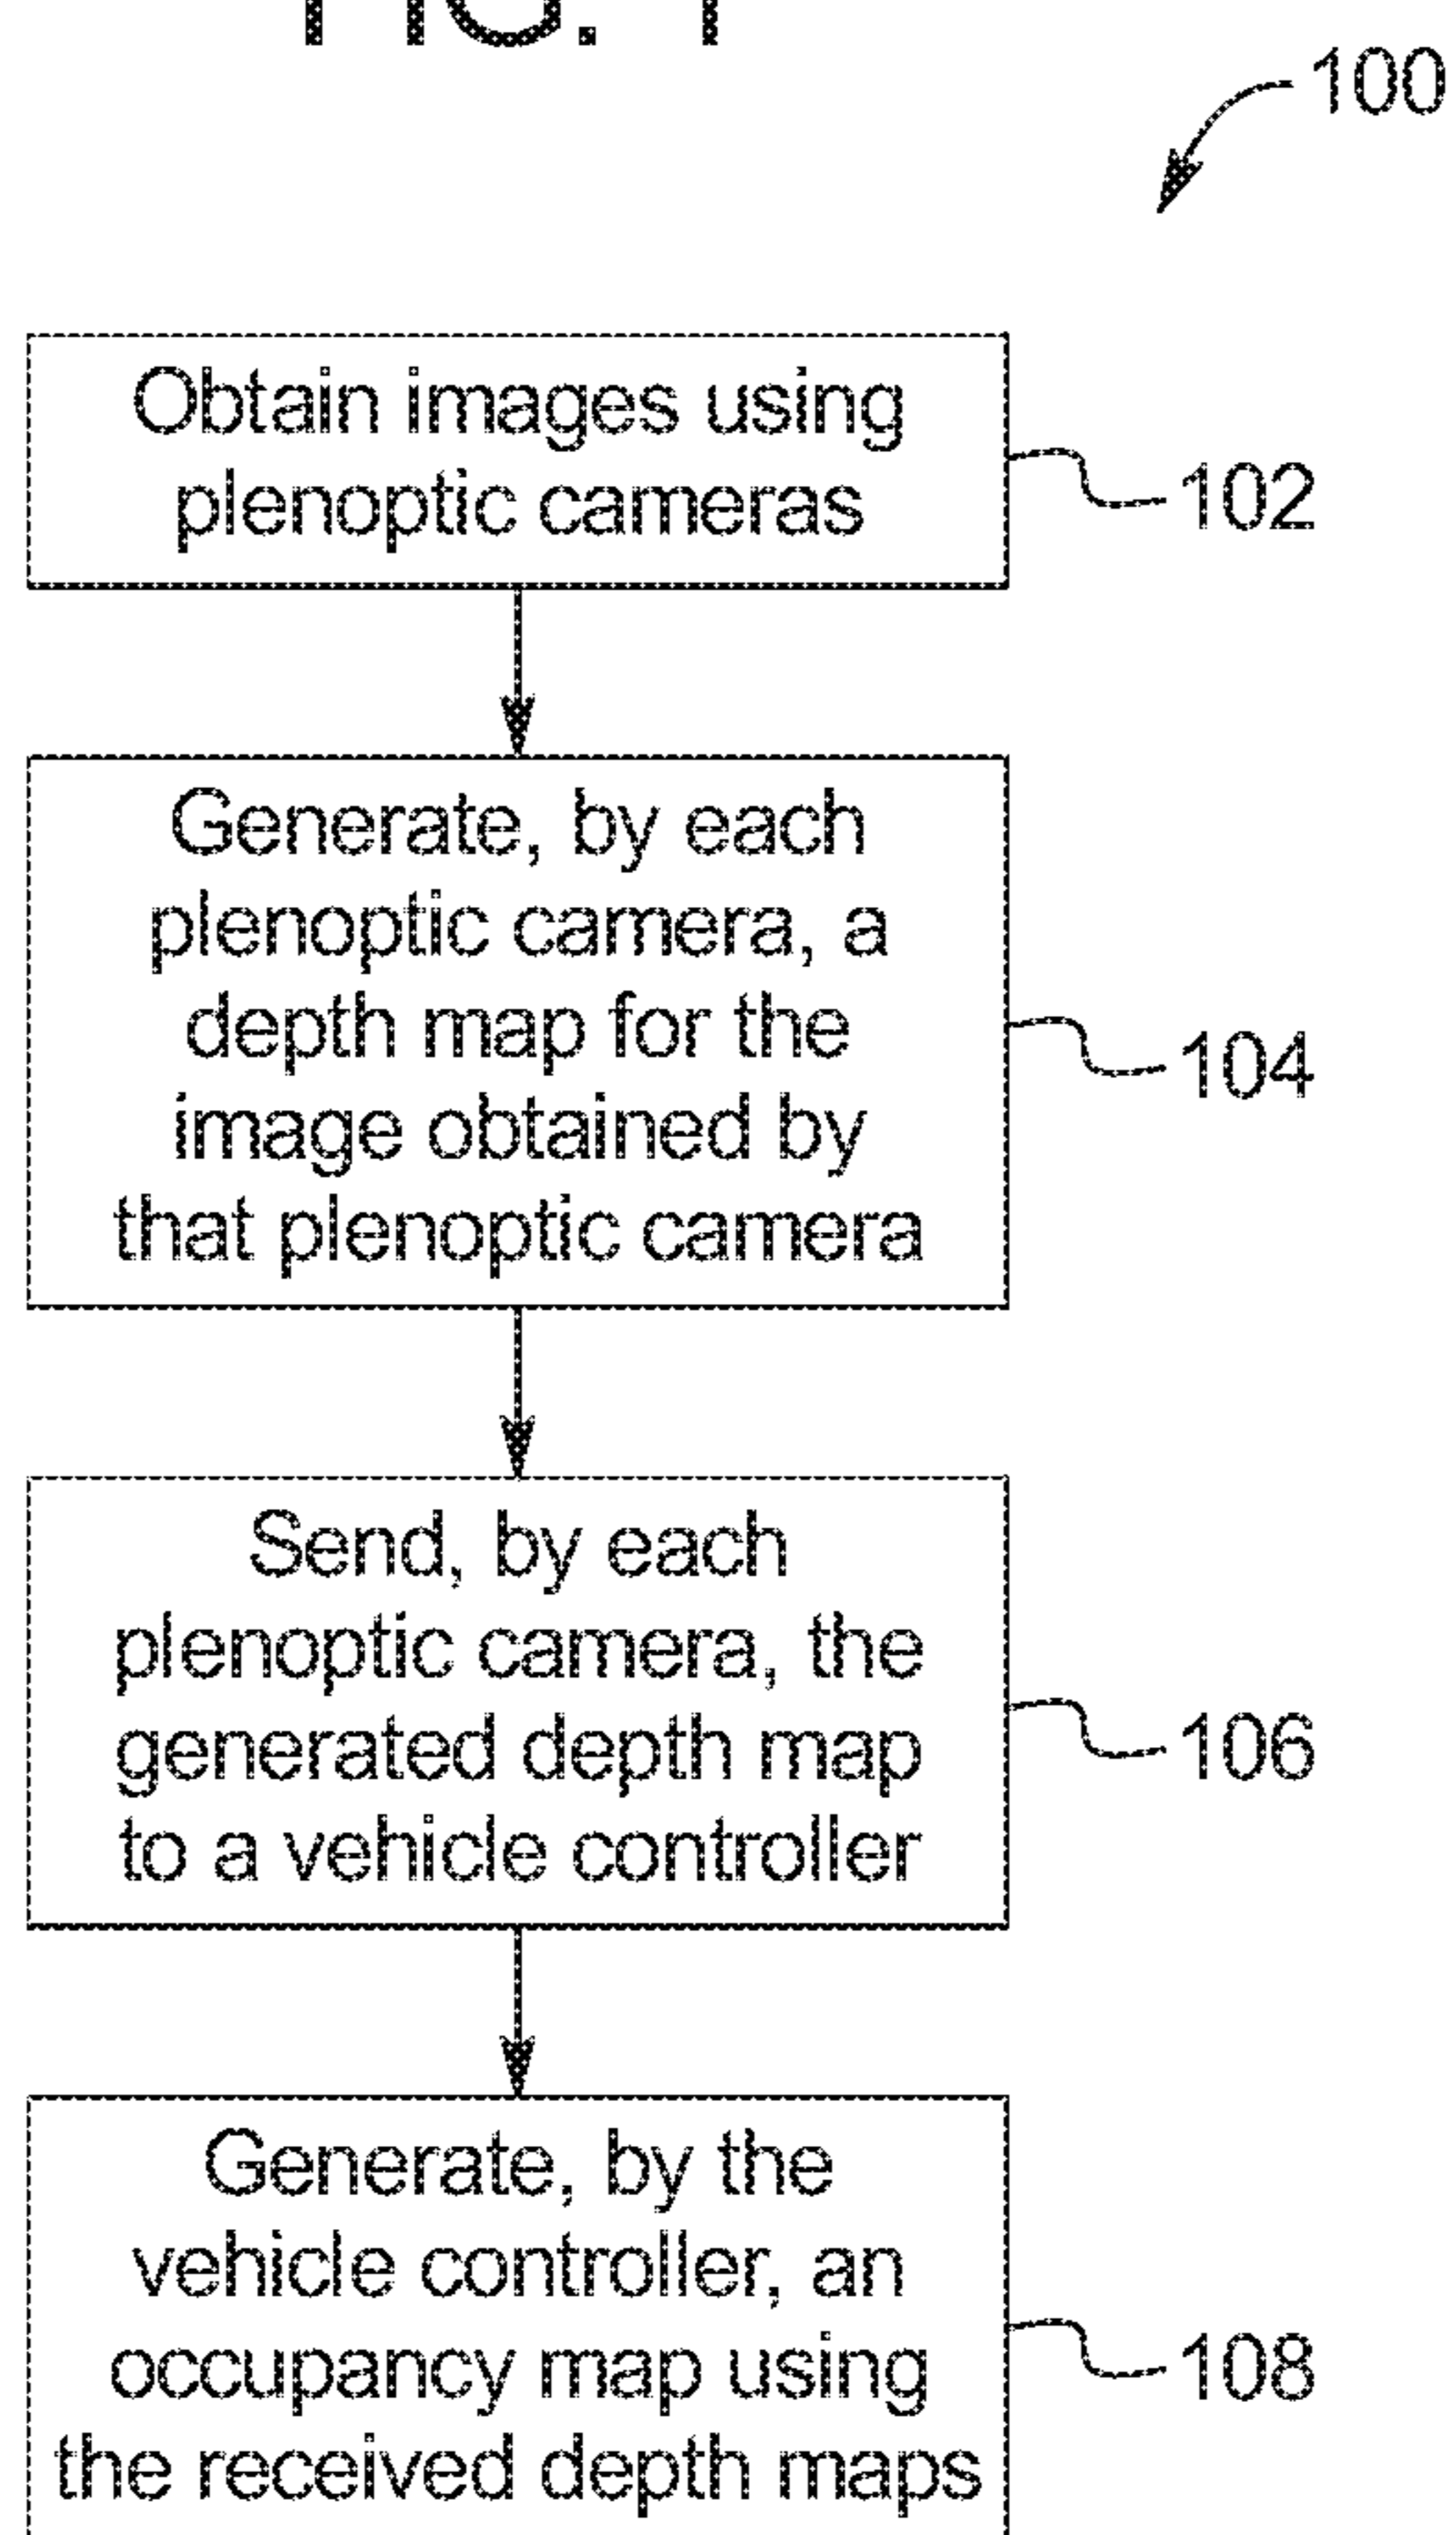 FIG. 1
100
Obtain images using
plenoptic cameras
102
Generate, by each
plenoptic camera, a
depth map for the
image obtained by
that plenoptic camera
104
Send, by each
plenoptic camera, the
generated depth map
to a vehicle controller
106
Generate, by the
vehicle controller, an
occupancy map using
the received depth maps
108